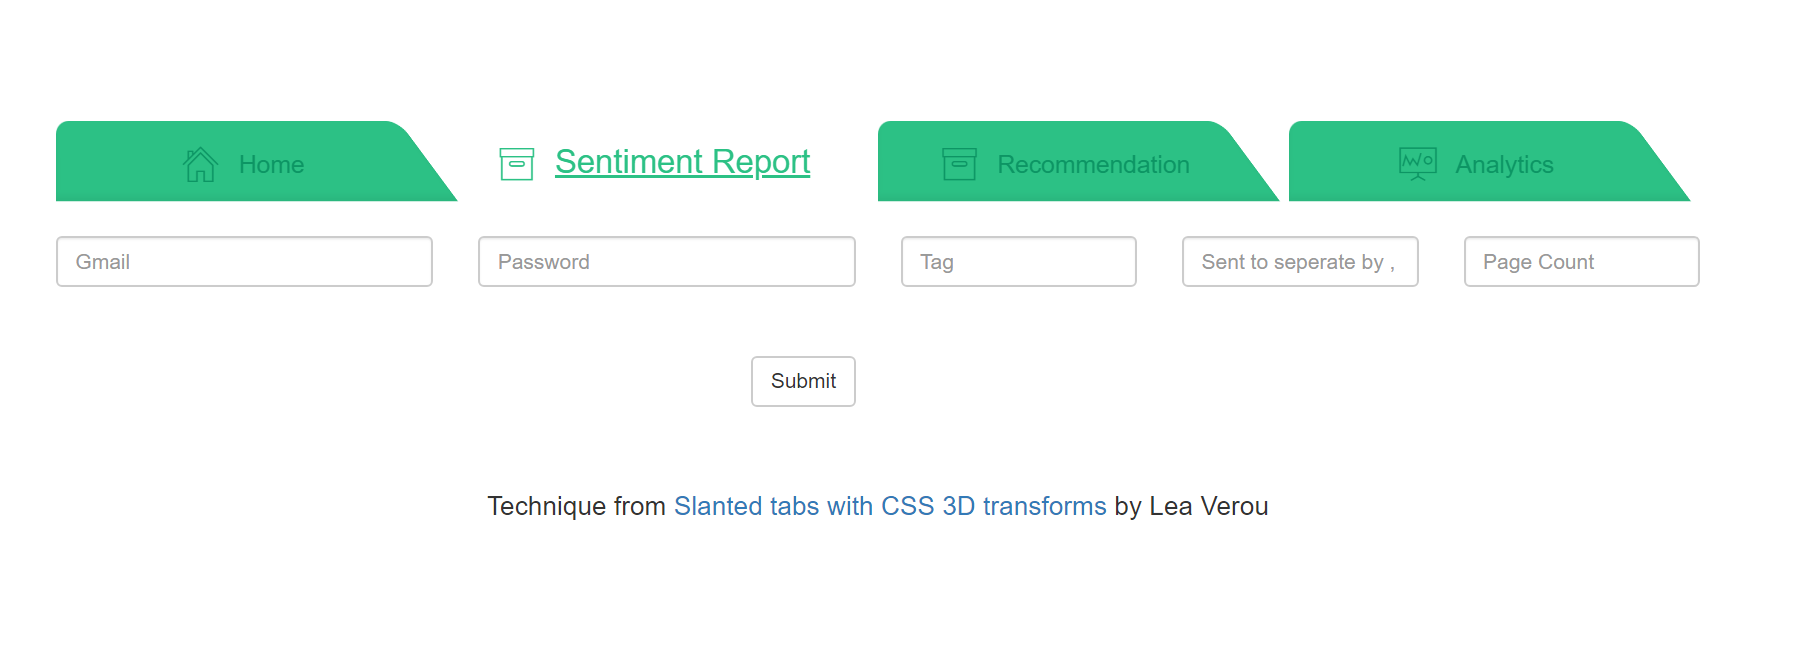 Home Sentiment Report Recommendation Analytics
Gmail Password Tag Sent to seperate by , Page Count
Submit
Technique from Slanted tabs with CSS 3D transforms by Lea Verou